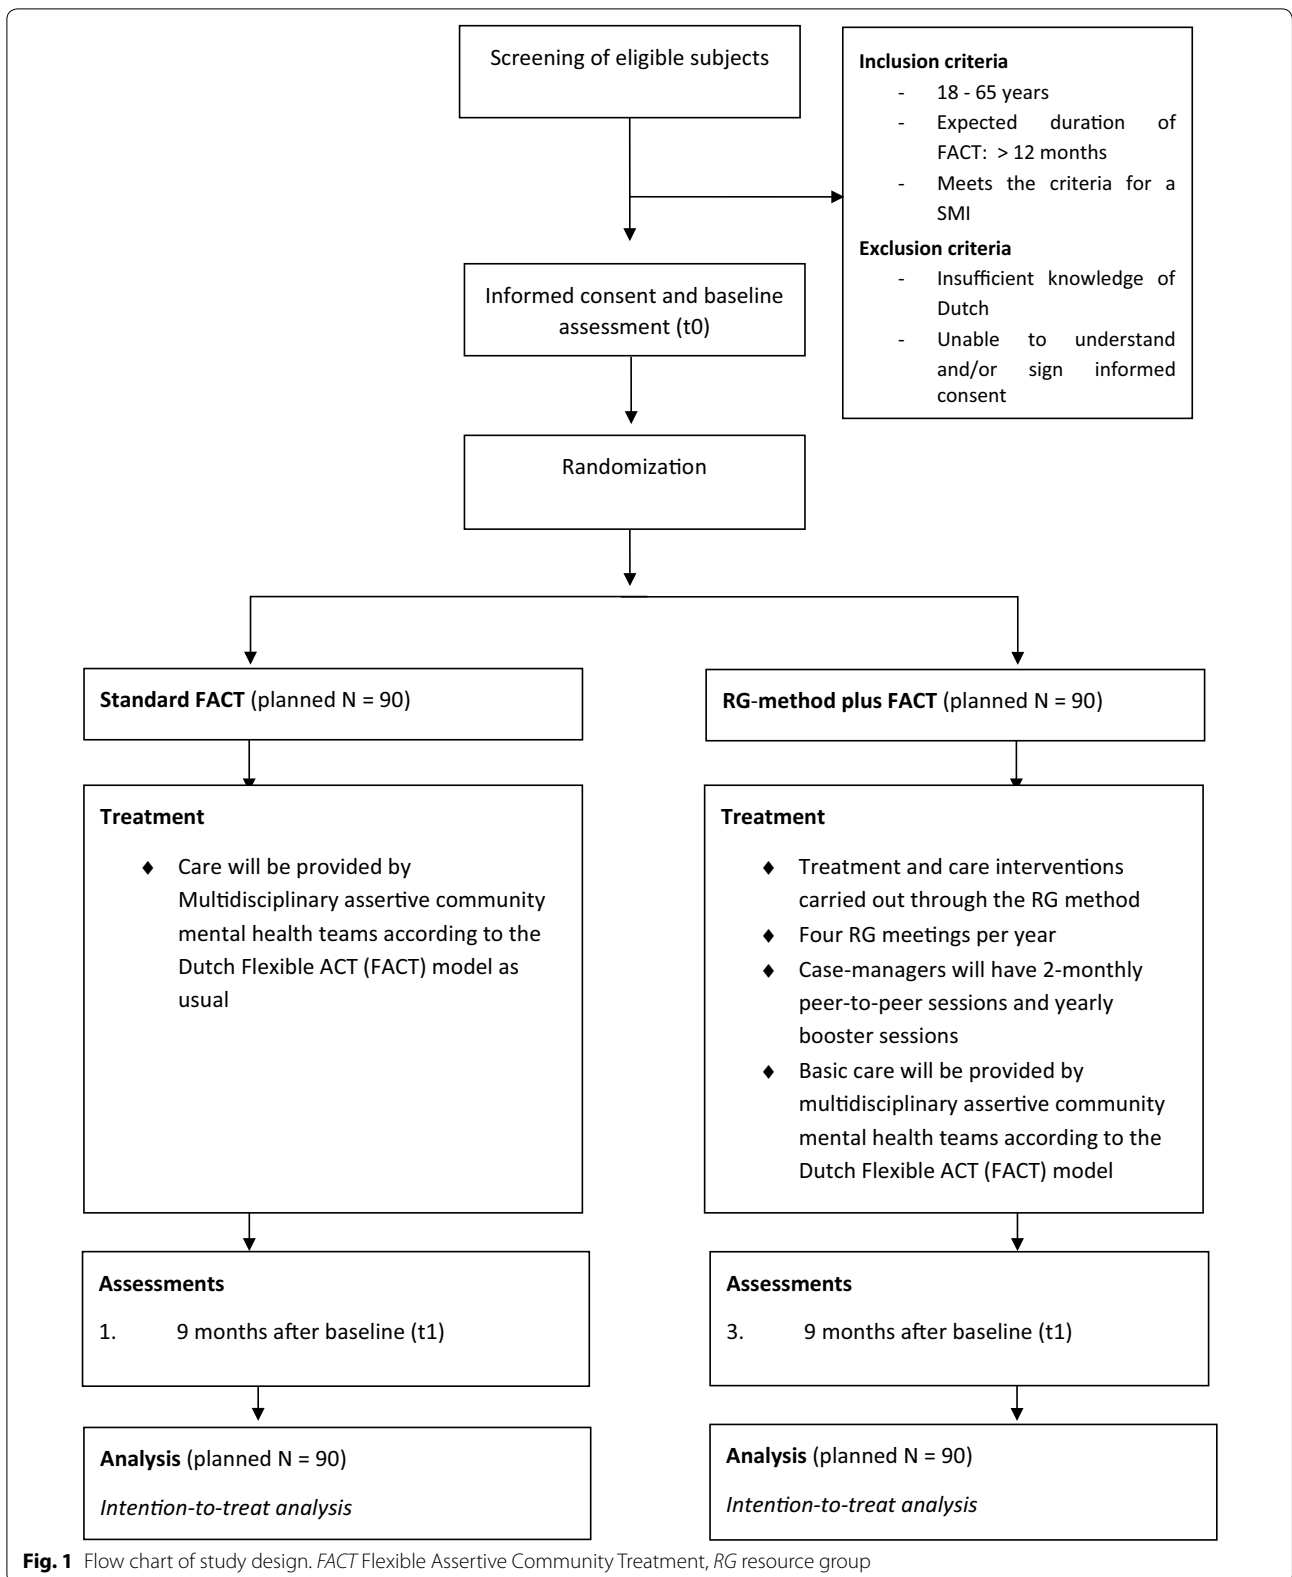 Screening of eligible subjects
Inclusion criteria
- 18 - 65 years
- Expected duration of
FACT: > 12 months
- Meets the criteria for a
SMI
Exclusion criteria
- Insufficient knowledge of
Dutch
- Unable to understand
and/or sign informed
consent
Informed consent and baseline
assessment (t0)
Randomization
Standard FACT (planned N = 90)
Treatment
♦ Care will be provided by
Multidisciplinary assertive community
mental health teams according to the
Dutch Flexible ACT (FACT) model as
usual
Assessments
1. 9 months after baseline (t1)
Analysis (planned N = 90)
Intention-to-treat analysis
RG-method plus FACT (planned N = 90)
Treatment
♦ Treatment and care interventions
carried out through the RG method
♦ Four RG meetings per year
♦ Case-managers will have 2-monthly
peer-to-peer sessions and yearly
booster sessions
♦ Basic care will be provided by
multidisciplinary assertive community
mental health teams according to the
Dutch Flexible ACT (FACT) model
Assessments
3. 9 months after baseline (t1)
Analysis (planned N = 90)
Intention-to-treat analysis
Fig. 1 Flow chart of study design. FACT Flexible Assertive Community Treatment, RG resource group